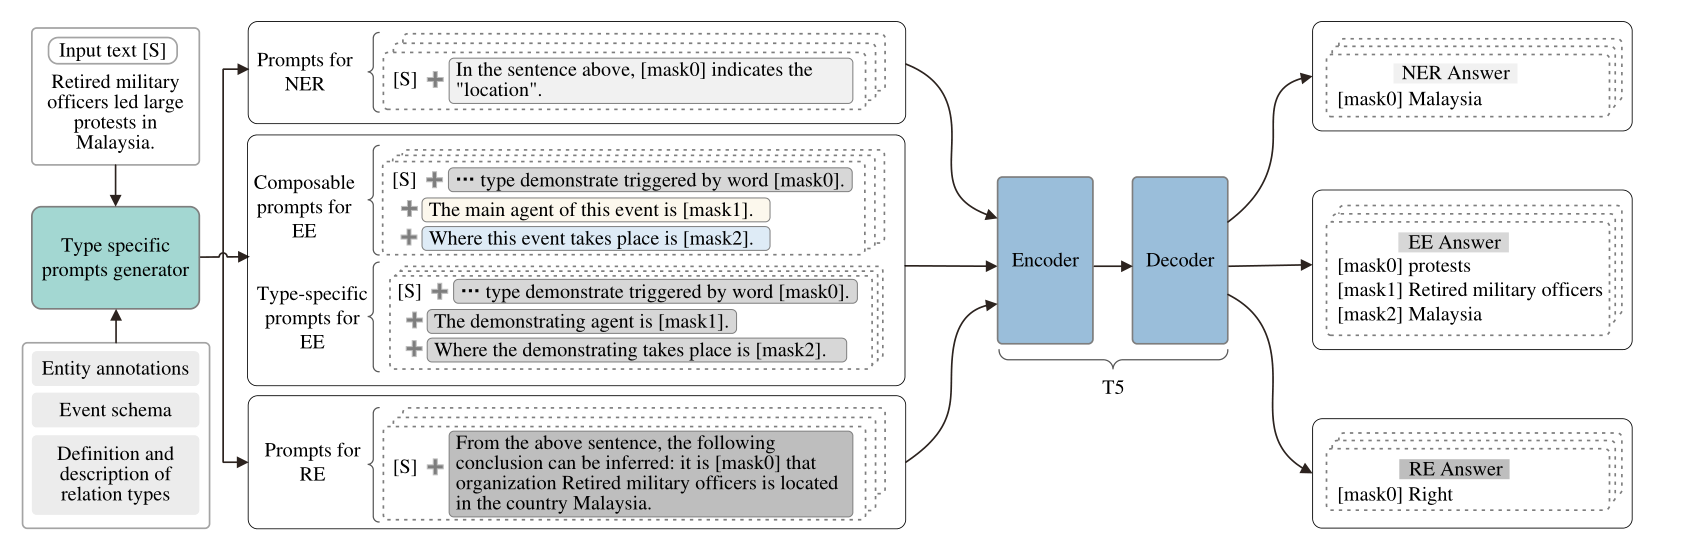 Input text [S]
Retired military
officers led large
protests in
Malaysia.
Type specific
prompts generator
Entity annotations
Event schema
Definition and
description of
relation types
Prompts for
NER
[S] + In the sentence above, [mask0] indicates the
"location".
Composable
prompts for
EE
[S] + ··· type demonstrate triggered by word [mask0].
+ The main agent of this event is [mask1].
+ Where this event takes place is [mask2].
Type-specific
prompts for
EE
[S] + ··· type demonstrate triggered by word [mask0].
+ The demonstrating agent is [mask1].
+ Where the demonstrating takes place is [mask2].
Prompts for
RE
[S] + From the above sentence, the following
conclusion can be inferred: it is [mask0] that
organization Retired military officers is located
in the country Malaysia.
Encoder
Decoder
T5
NER Answer
[mask0] Malaysia
EE Answer
[mask0] protests
[mask1] Retired military officers
[mask2] Malaysia
RE Answer
[mask0] Right